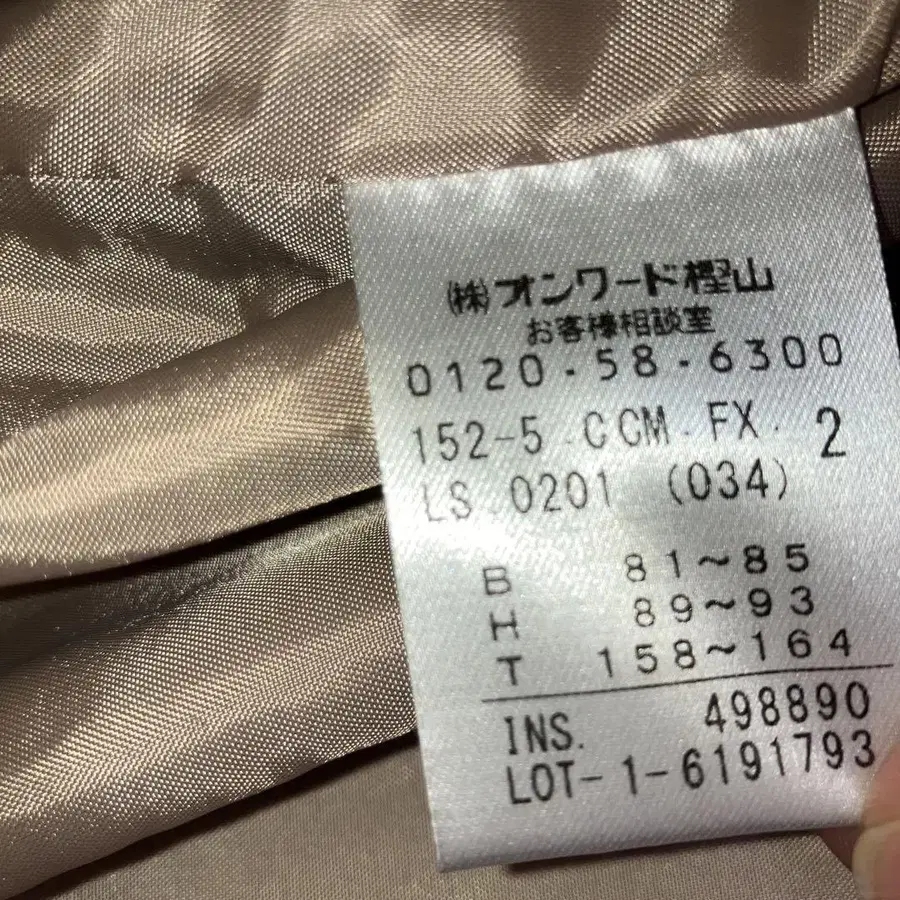 ㈱オンワード樫山
お客様相談室
0120-58-6300
152-5 .CCM.FX. 2
LS 0201 (034)
B 81~85
H 89~93
T 158~164
INS. 498890
LOT-1-6191793